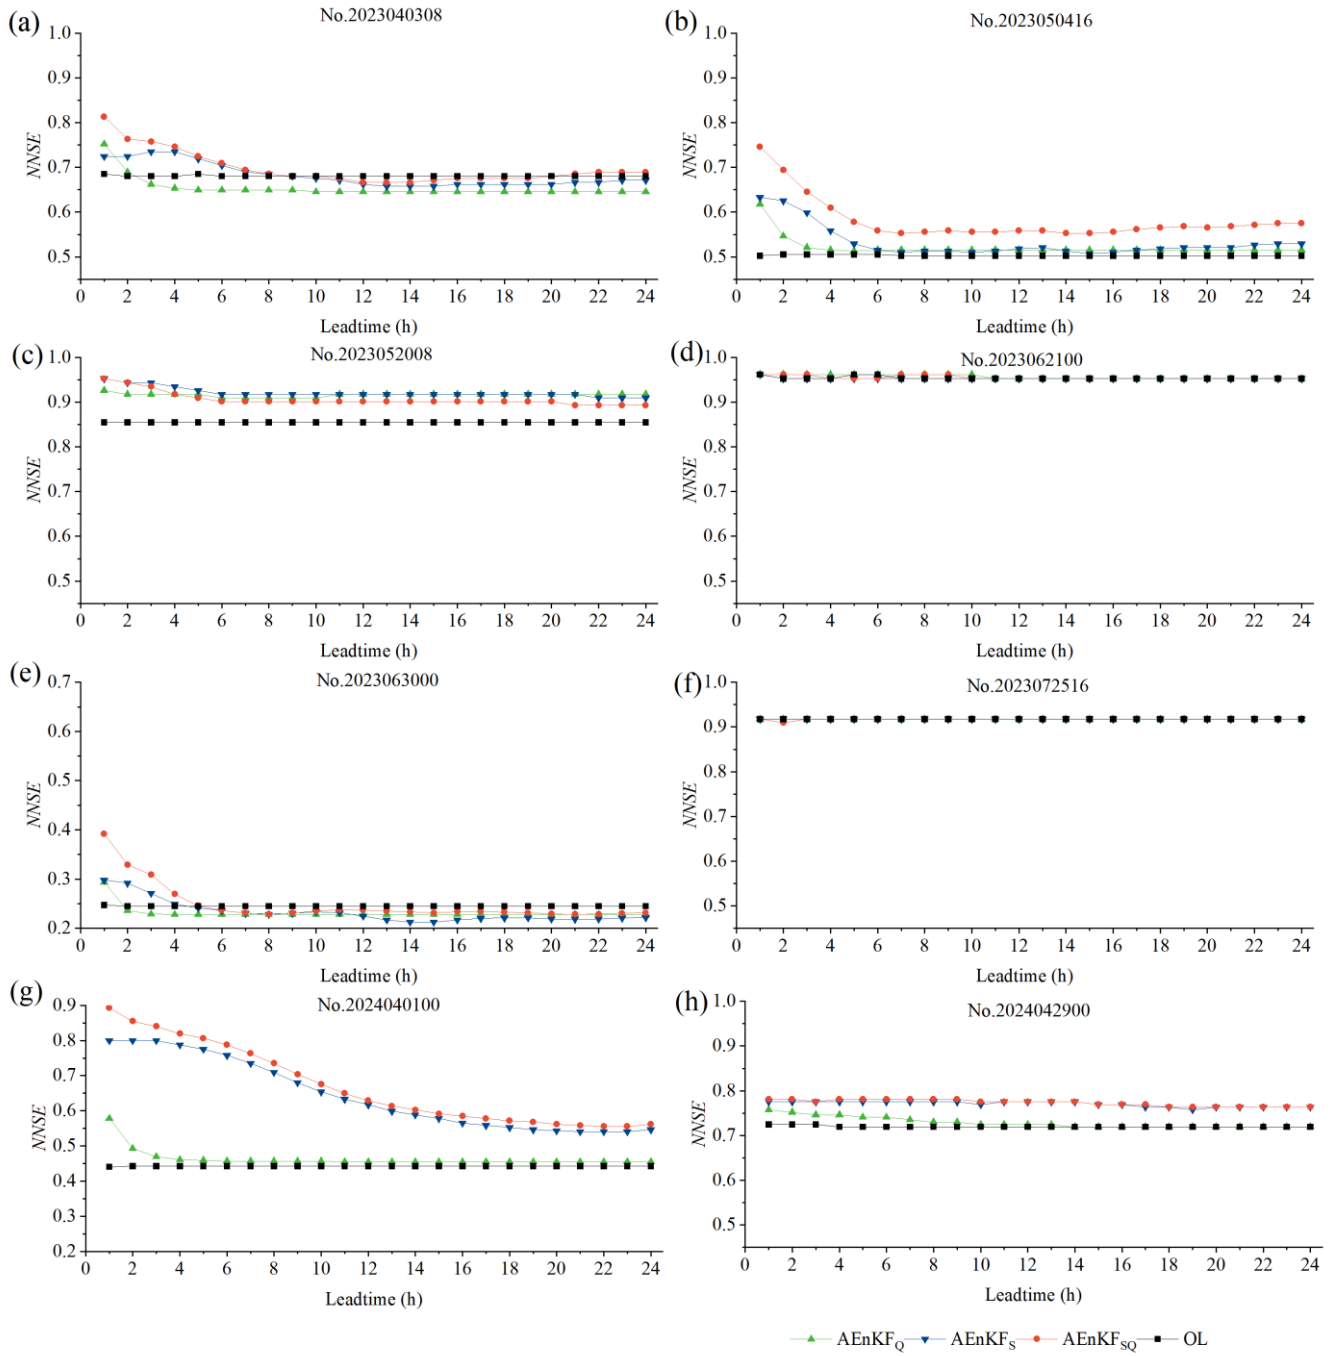 (a)
No.2023040308
1.0
0.9
0.8
0.7
0.6
0.5
NNSE
0 2 4 6 8 10 12 14 16 18 20 22 24
Leadtime (h)
(b)
No.2023050416
1.0
0.9
0.8
0.7
0.6
0.5
NNSE
0 2 4 6 8 10 12 14 16 18 20 22 24
Leadtime (h)
(c)
No.2023052008
1.0
0.9
0.8
0.7
0.6
0.5
NNSE
0 2 4 6 8 10 12 14 16 18 20 22 24
Leadtime (h)
(d)
No.2023062100
1.0
0.9
0.8
0.7
0.6
0.5
NNSE
0 2 4 6 8 10 12 14 16 18 20 22 24
Leadtime (h)
(e)
No.2023063000
0.7
0.6
0.5
0.4
0.3
0.2
NNSE
0 2 4 6 8 10 12 14 16 18 20 22 24
Leadtime (h)
(f)
No.2023072516
1.0
0.9
0.8
0.7
0.6
0.5
NNSE
0 2 4 6 8 10 12 14 16 18 20 22 24
Leadtime (h)
(g)
No.2024040100
0.9
0.8
0.7
0.6
0.5
0.4
0.3
0.2
NNSE
0 2 4 6 8 10 12 14 16 18 20 22 24
Leadtime (h)
(h)
No.2024042900
1.0
0.9
0.8
0.7
0.6
0.5
NNSE
0 2 4 6 8 10 12 14 16 18 20 22 24
Leadtime (h)
AEnKF_Q AEnKF_S AEnKF_SQ OL